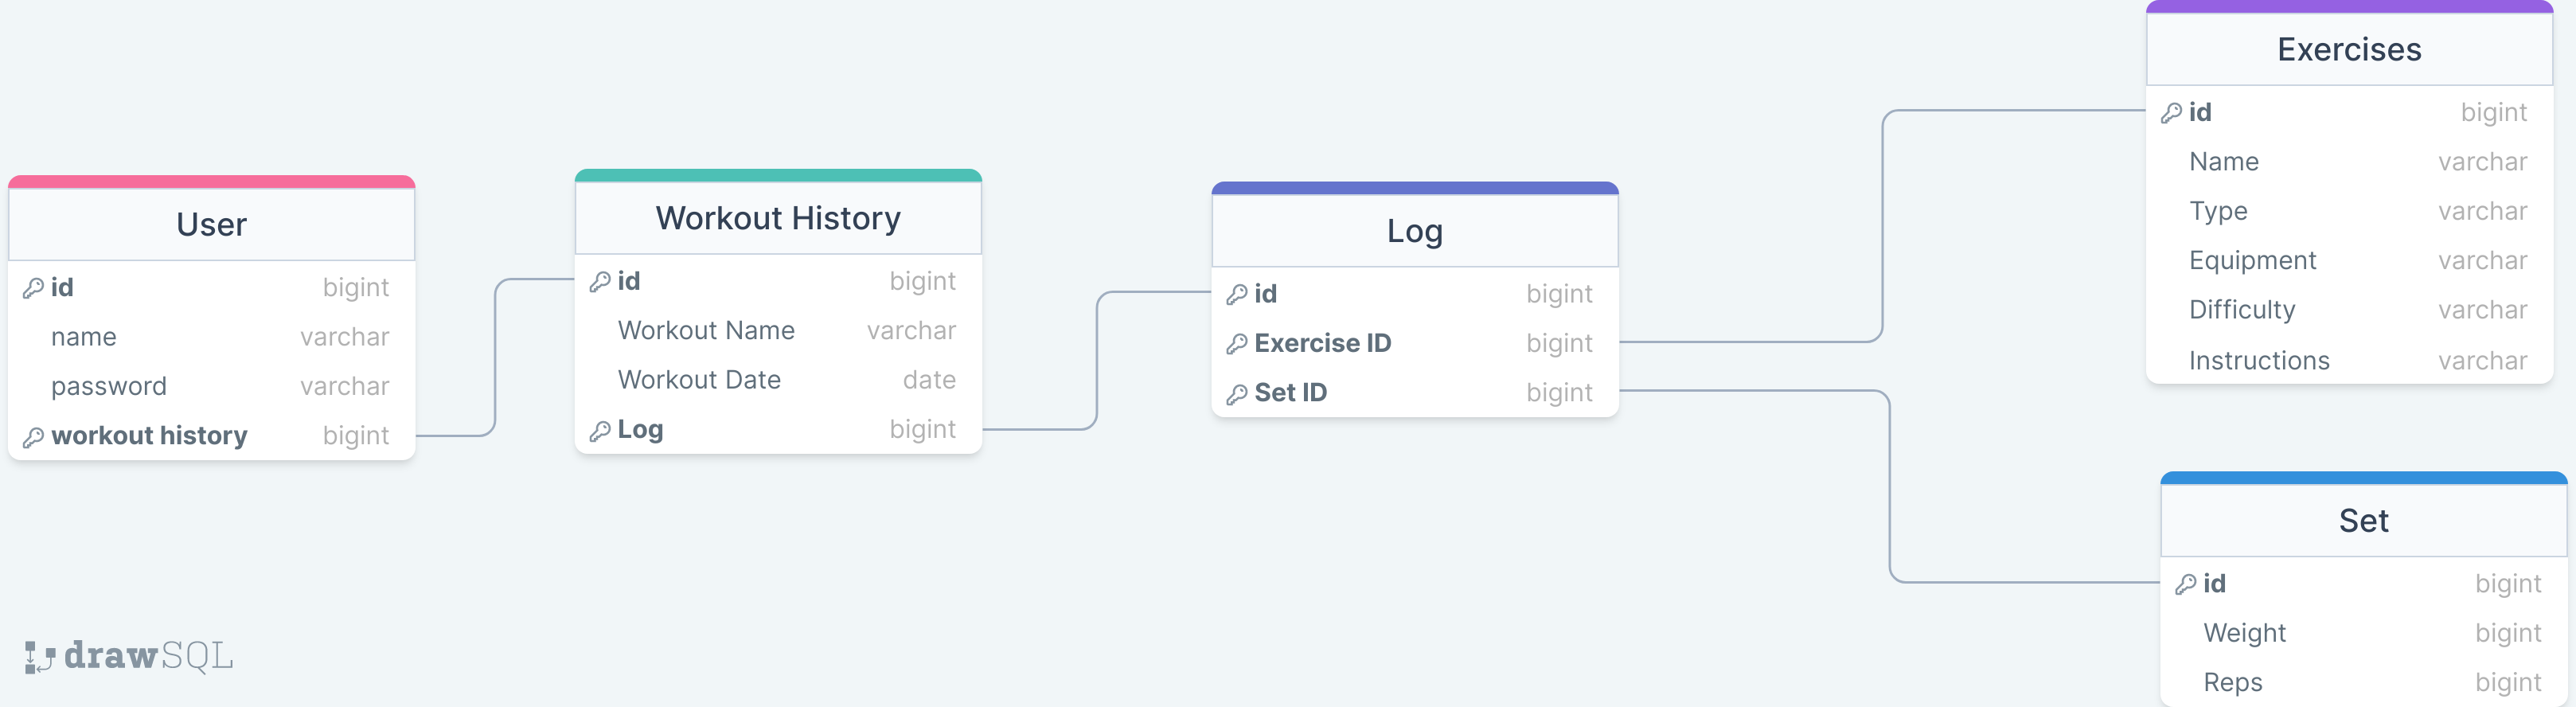 User
id bigint
name varchar
password varchar
workout history bigint
Workout History
id bigint
Workout Name varchar
Workout Date date
Log bigint
Log
id bigint
Exercise ID bigint
Set ID bigint
Exercises
id bigint
Name varchar
Type varchar
Equipment varchar
Difficulty varchar
Instructions varchar
Set
id bigint
Weight bigint
Reps bigint
drawSQL